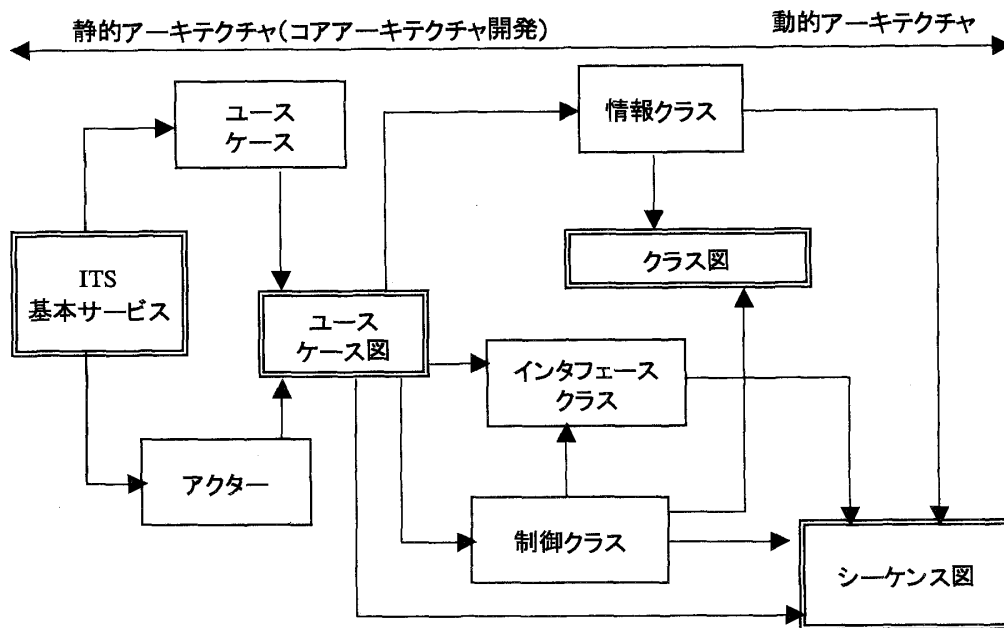 静的アーキテクチャ(コアアーキテクチャ開発)
動的アーキテクチャ
ユース
ケース
情報クラス
ITS
基本サービス
クラス図
ユース
ケース図
インタフェース
クラス
アクター
制御クラス
シーケンス図